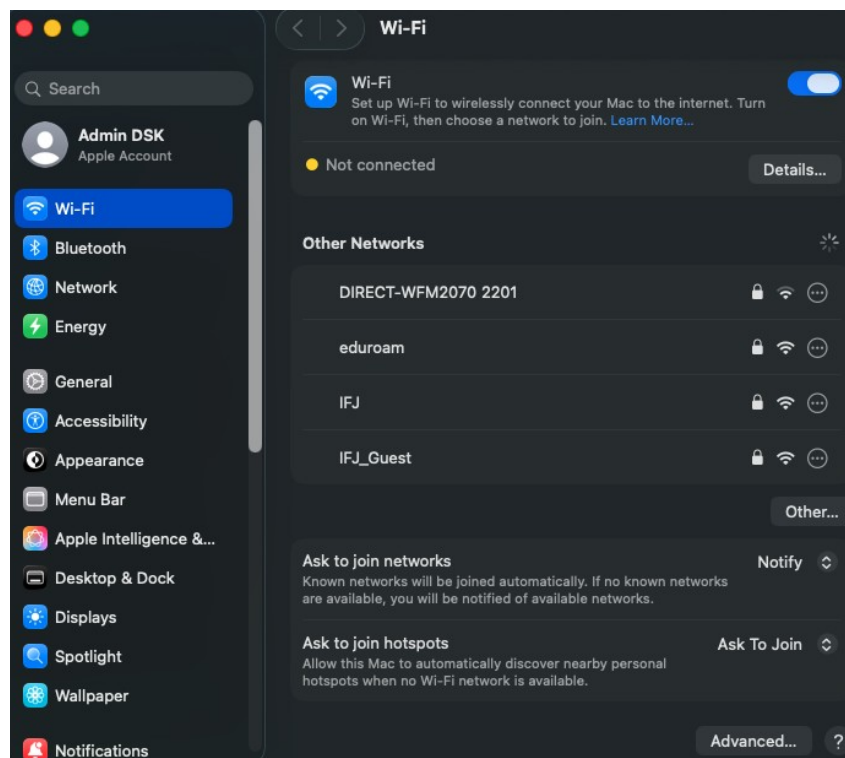 Wi-Fi
Search
Admin DSK
Apple Account
Wi-Fi
Bluetooth
Network
Energy
General
Accessibility
Appearance
Menu Bar
Apple Intelligence &...
Desktop & Dock
Displays
Spotlight
Wallpaper
Notifications
Wi-Fi
Set up Wi-Fi to wirelessly connect your Mac to the internet. Turn
on Wi-Fi, then choose a network to join. Learn More...
Not connected
Details...
Other Networks
DIRECT-WFM2070 2201
eduroam
IFJ
IFJ_Guest
Other...
Ask to join networks
Notify
Known networks will be joined automatically. If no known networks
are available, you will be notified of available networks.
Ask to join hotspots
Ask To Join
Allow this Mac to automatically discover nearby personal
hotspots when no Wi-Fi network is available.
Advanced...
?